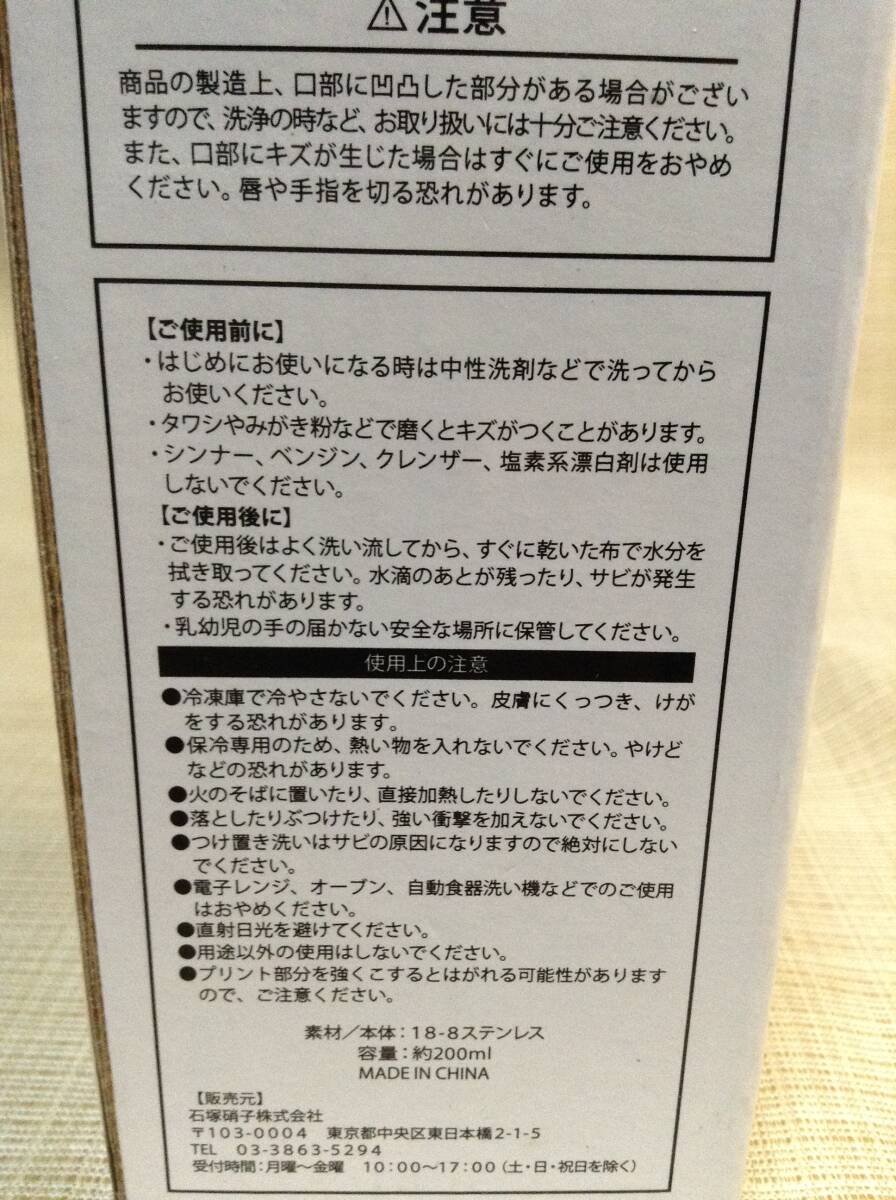 ⚠注意
商品の製造上、口部に凹凸した部分がある場合がござい
ますので、洗浄の時など、お取り扱いには十分ご注意ください。
また、口部にキズが生じた場合はすぐにご使用をおやめ
ください。唇や手指を切る恐れがあります。
【ご使用前に】
・はじめにお使いになる時は中性洗剤などで洗ってから
お使いください。
・タワシやみがき粉などで磨くとキズがつくことがあります。
・シンナー、ベンジン、クレンザー、塩素系漂白剤は使用
しないでください。
【ご使用後に】
・ご使用後はよく洗い流してから、すぐに乾いた布で水分を
拭き取ってください。水滴のあとが残ったり、サビが発生
する恐れがあります。
・乳幼児の手の届かない安全な場所に保管してください。
使用上の注意
●冷凍庫で冷やさないでください。皮膚にくっつき、けが
をする恐れがあります。
●保冷専用のため、熱い物を入れないでください。やけど
などの恐れがあります。
●火のそばに置いたり、直接加熱したりしないでください。
●落としたりぶつけたり、強い衝撃を加えないでください。
●つけ置き洗いはサビの原因になりますので絶対にしない
でください。
●電子レンジ、オーブン、自動食器洗い機などでのご使用
はおやめください。
●直射日光を避けてください。
●用途以外の使用はしないでください。
●プリント部分を強くこするとはがれる可能性があります
ので、ご注意ください。
素材／本体：18-8ステンレス
容量：約200ml
MADE IN CHINA
【販売元】
石塚硝子株式会社
〒103-0004 東京都中央区東日本橋2-1-5
TEL 03-3863-5294
受付時間：月曜〜金曜 10:00〜17:00（土・日・祝日を除く）